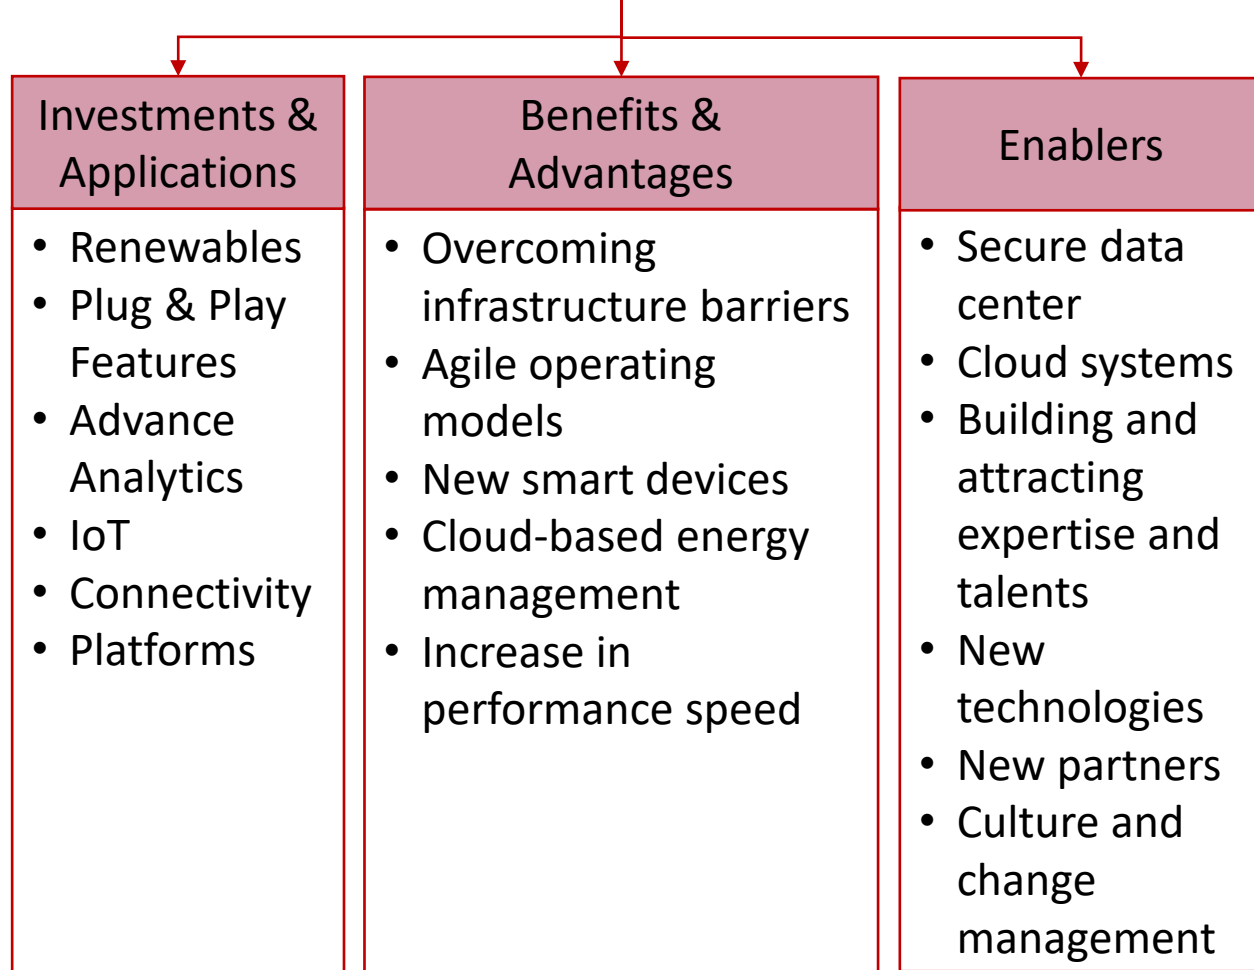 Investments &
Applications
• Renewables
• Plug & Play
Features
• Advance
Analytics
• IoT
• Connectivity
• Platforms
Benefits &
Advantages
• Overcoming
infrastructure barriers
• Agile operating
models
• New smart devices
• Cloud-based energy
management
• Increase in
performance speed
Enablers
• Secure data
center
• Cloud systems
• Building and
attracting
expertise and
talents
• New
technologies
• New partners
• Culture and
change
management